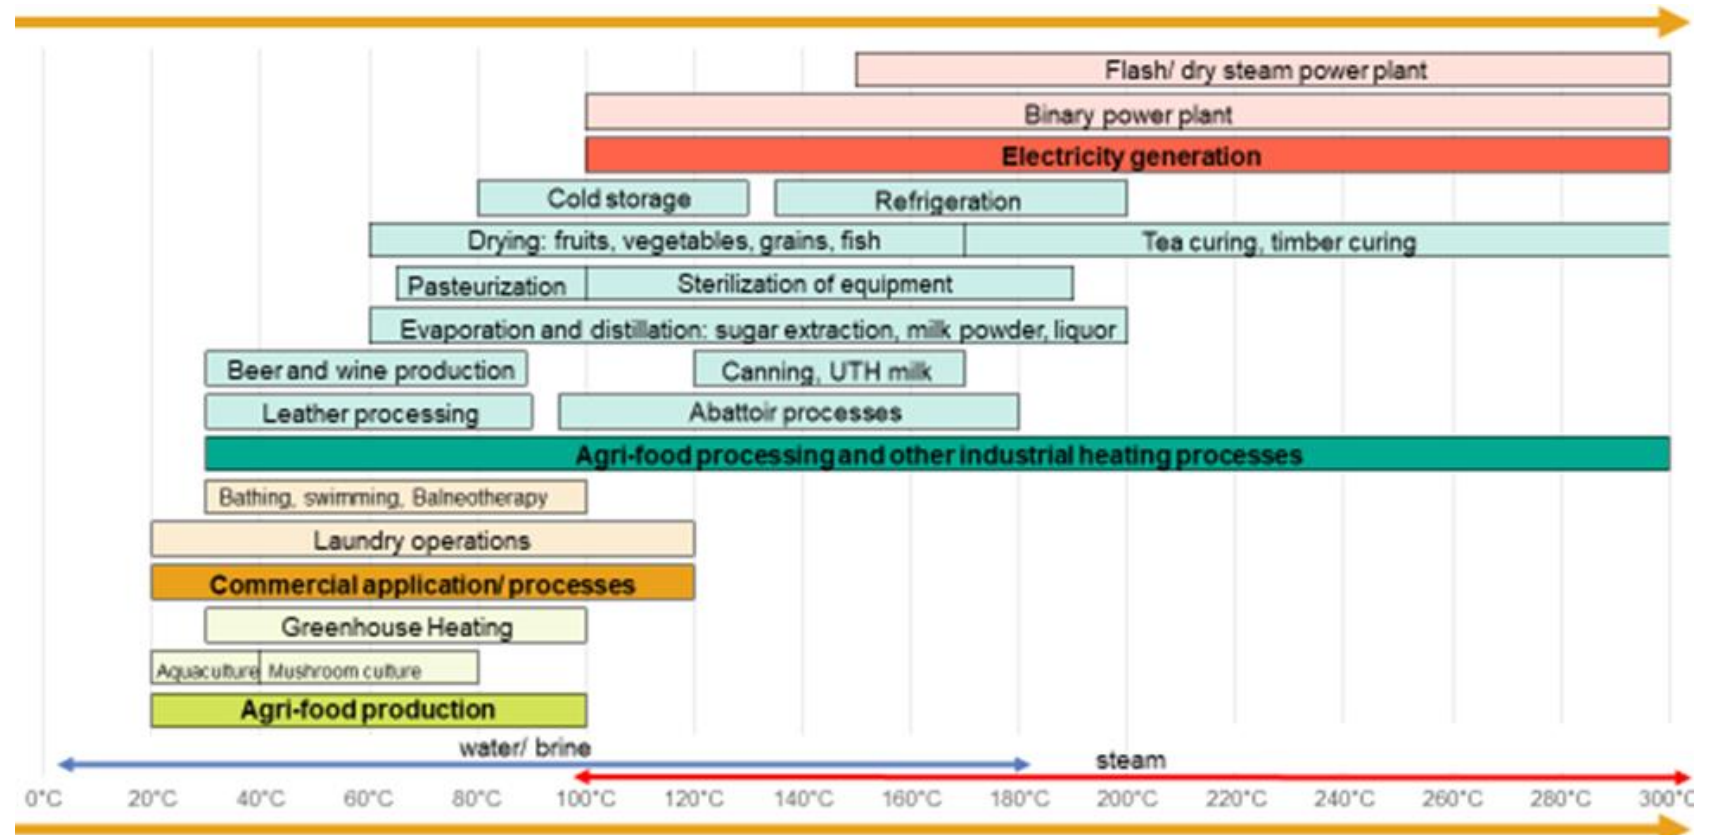 Flash/ dry steam power plant
Binary power plant
Electricity generation
Cold storage
Refrigeration
Drying: fruits, vegetables, grains, fish
Tea curing, timber curing
Pasteurization
Sterilization of equipment
Evaporation and distillation: sugar extraction, milk powder, liquor
Beer and wine production
Canning, UTH milk
Leather processing
Abattoir processes
Agri-food processing and other industrial heating processes
Bathing, swimming, Balneotherapy
Laundry operations
Commercial application/ processes
Greenhouse Heating
Aquaculture
Mushroom culture
Agri-food production
water/ brine
steam
0°C 20°C 40°C 60°C 80°C 100°C 120°C 140°C 160°C 180°C 200°C 220°C 240°C 260°C 280°C 300°C